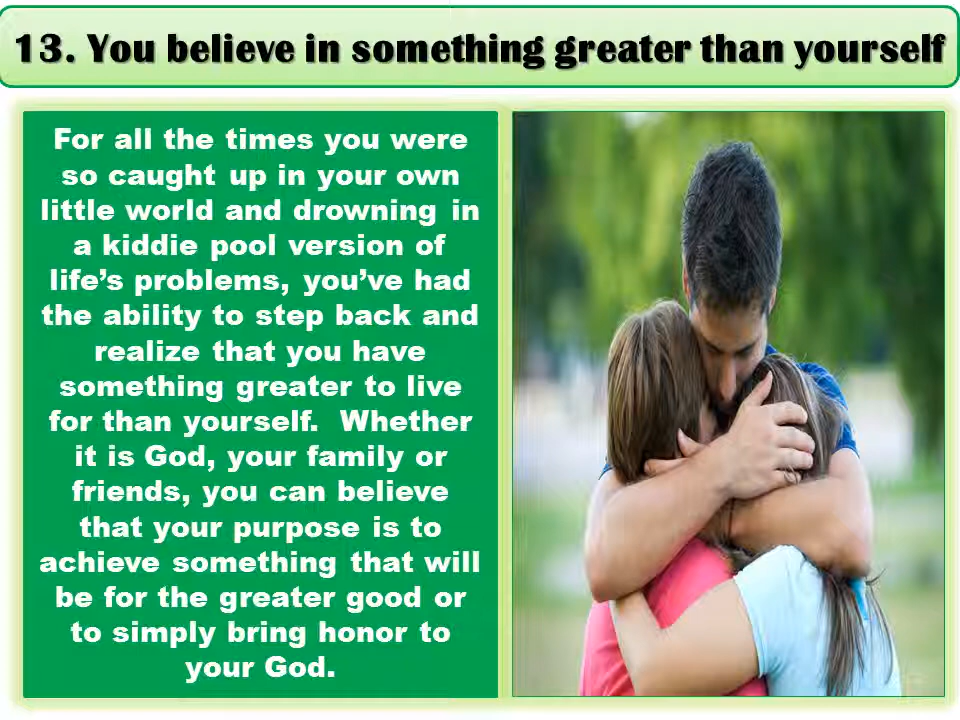 13. You believe in something greater than yourself
For all the times you were
so caught up in your own
little world and drowning in
a kiddie pool version of
life’s problems, you’ve had
the ability to step back and
realize that you have
something greater to live
for than yourself.  Whether
it is God, your family or
friends, you can believe
that your purpose is to
achieve something that will
be for the greater good or
to simply bring honor to
your God.